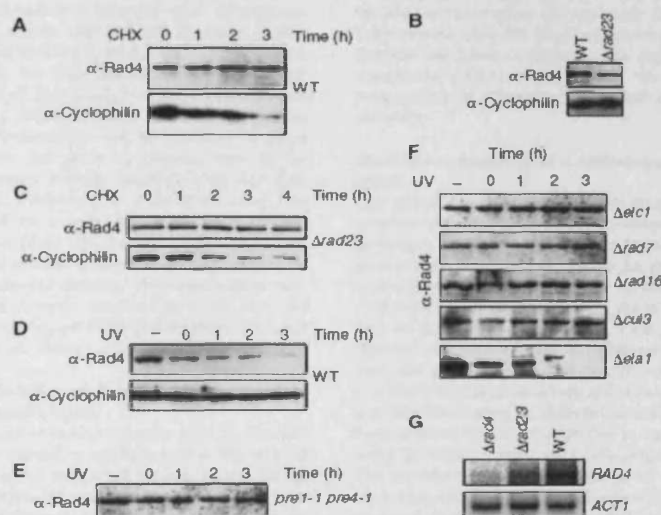 A
CHX 0 1 2 3 Time (h)
α-Rad4
WT
α-Cyclophilin
B
WT Δrad23
α-Rad4
α-Cyclophilin
C
CHX 0 1 2 3 4 Time (h)
α-Rad4
Δrad23
α-Cyclophilin
D
UV – 0 1 2 3 Time (h)
α-Rad4
WT
α-Cyclophilin
E
UV – 0 1 2 3 Time (h)
α-Rad4 pre1-1 pre4-1
F
Time (h)
UV – 0 1 2 3
α-Rad4
Δelc1
Δrad7
Δrad16
Δcul3
Δela1
G
Δrad4 Δrad23 WT
RAD4
ACT1